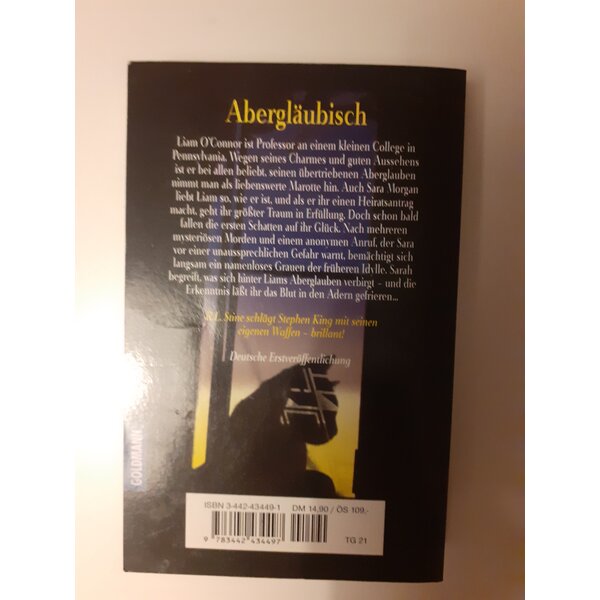 Abergläubisch
Liam O'Connor ist Professor an einem kleinen College in
Pennsylvania. Wegen seines Charmes und guten Aussehens
ist er bei allen beliebt, seinen übertriebenen Aberglauben
nimmt man als liebenswerte Marotte hin. Auch Sara Morgan
liebt Liam so, wie er ist, und als er ihr einen Heiratsantrag
macht, geht ihr größter Traum in Erfüllung. Doch schon bald
fallen die ersten Schatten auf ihr Glück. Nach mehreren
mysteriösen Morden und einem anonymen Anruf, der Sara
vor einer unaussprechlichen Gefahr warnt, bemächtigt sich
langsam ein namenloses Grauen der früheren Idylle. Sarah
begreift, was sich hinter Liams Aberglauben verbirgt – und die
Erkenntnis läßt ihr das Blut in den Adern gefrieren...
R.L. Stine schlägt Stephen King mit seinen
eigenen Waffen – brillant!
Deutsche Erstveröffentlichung
GOLDMANN
ISBN 3-442-43449-1 DM 14,90 / ÖS 109,-
9 783442 434497
TG 21